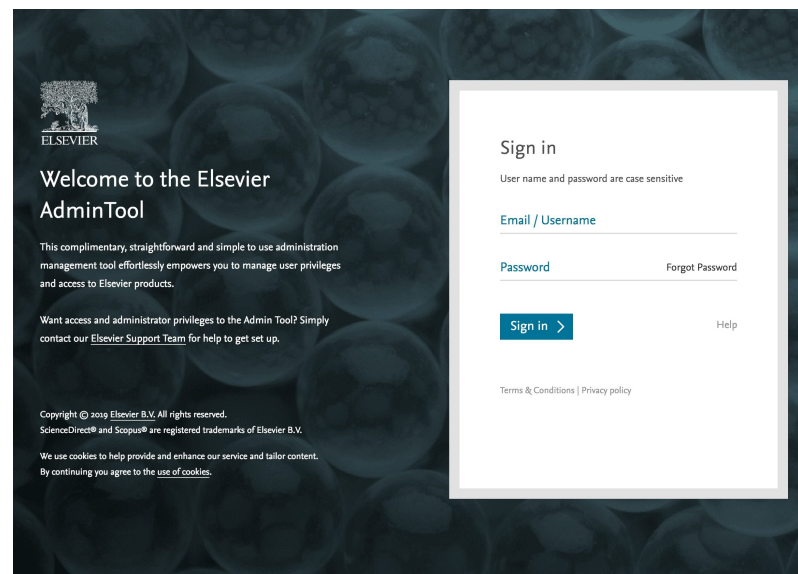 ELSEVIER
Welcome to the Elsevier
AdminTool
This complimentary, straightforward and simple to use administration
management tool effortlessly empowers you to manage user privileges
and access to Elsevier products.
Want access and administrator privileges to the Admin Tool? Simply
contact our Elsevier Support Team for help to get set up.
Copyright © 2019 Elsevier B.V. All rights reserved.
ScienceDirect® and Scopus® are registered trademarks of Elsevier B.V.
We use cookies to help provide and enhance our service and tailor content.
By continuing you agree to the use of cookies.
Sign in
User name and password are case sensitive
Email / Username
Password Forgot Password
Sign in Help
Terms & Conditions | Privacy policy